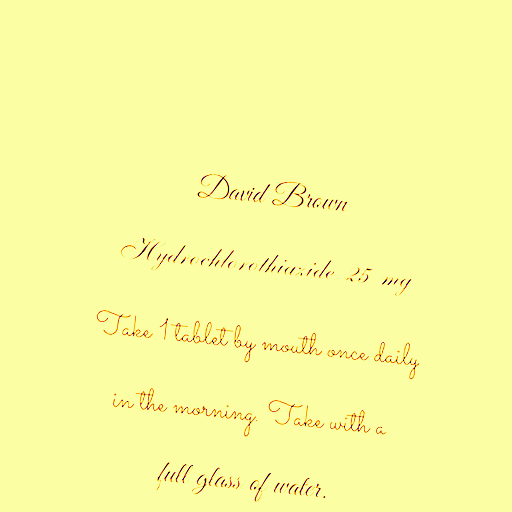 David Brown
Hydrochlorothiazide 25 mg
Take 1 tablet by mouth once daily
in the morning. Take with a
full glass of water.